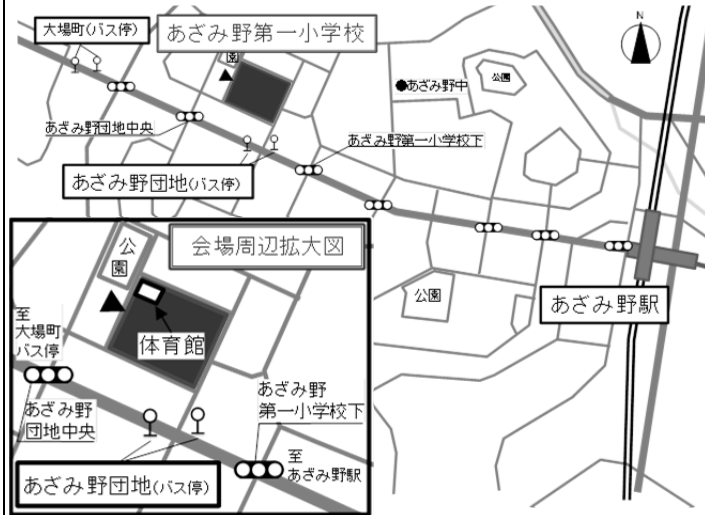 大場町(バス停)
あざみ野第一小学校
N
公園
あざみ野中
公園
あざみ野団地中央
あざみ野第一小学校下
あざみ野団地(バス停)
公園
あざみ野駅
会場周辺拡大図
公園
体育館
至
大場町
バス停
あざみ野
団地中央
あざみ野
第一小学校下
至
あざみ野駅
あざみ野団地(バス停)